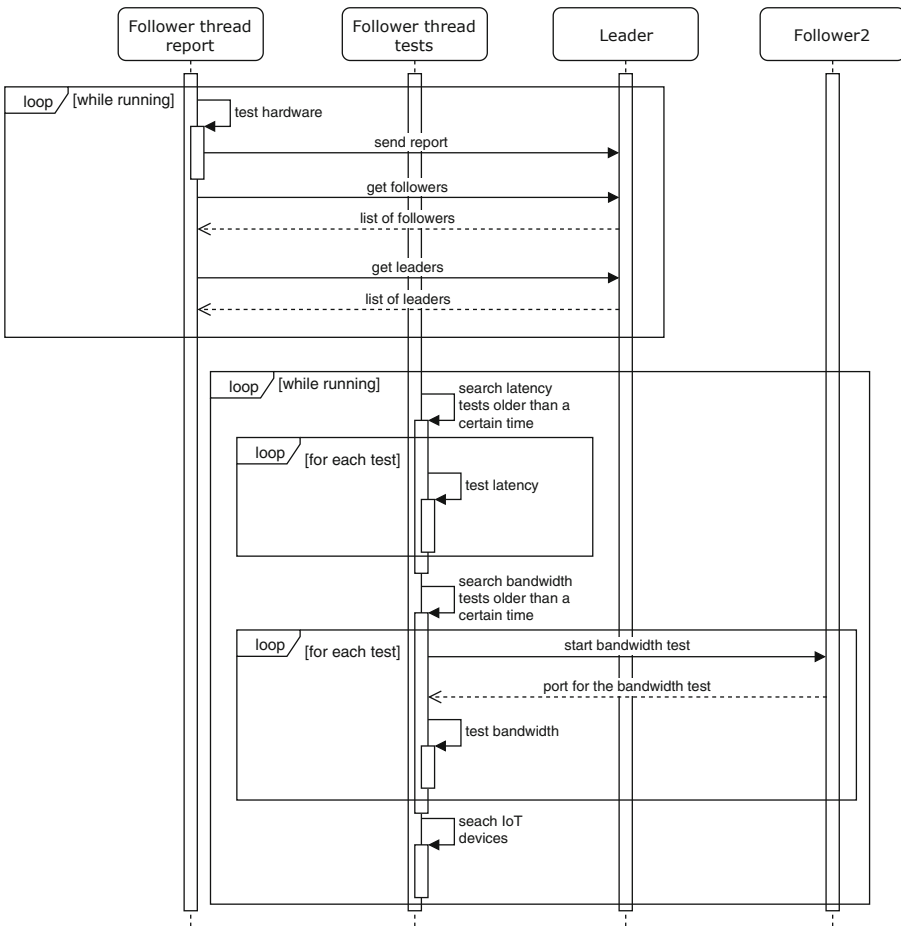 Follower thread
report
Follower thread
tests
Leader
Follower2
loop
[while running]
test hardware
send report
get followers
list of followers
get leaders
list of leaders
loop
[while running]
search latency
tests older than a
certain time
loop
[for each test]
test latency
search bandwidth
tests older than a
certain time
loop
[for each test]
start bandwidth test
port for the bandwidth test
test bandwidth
seach IoT
devices